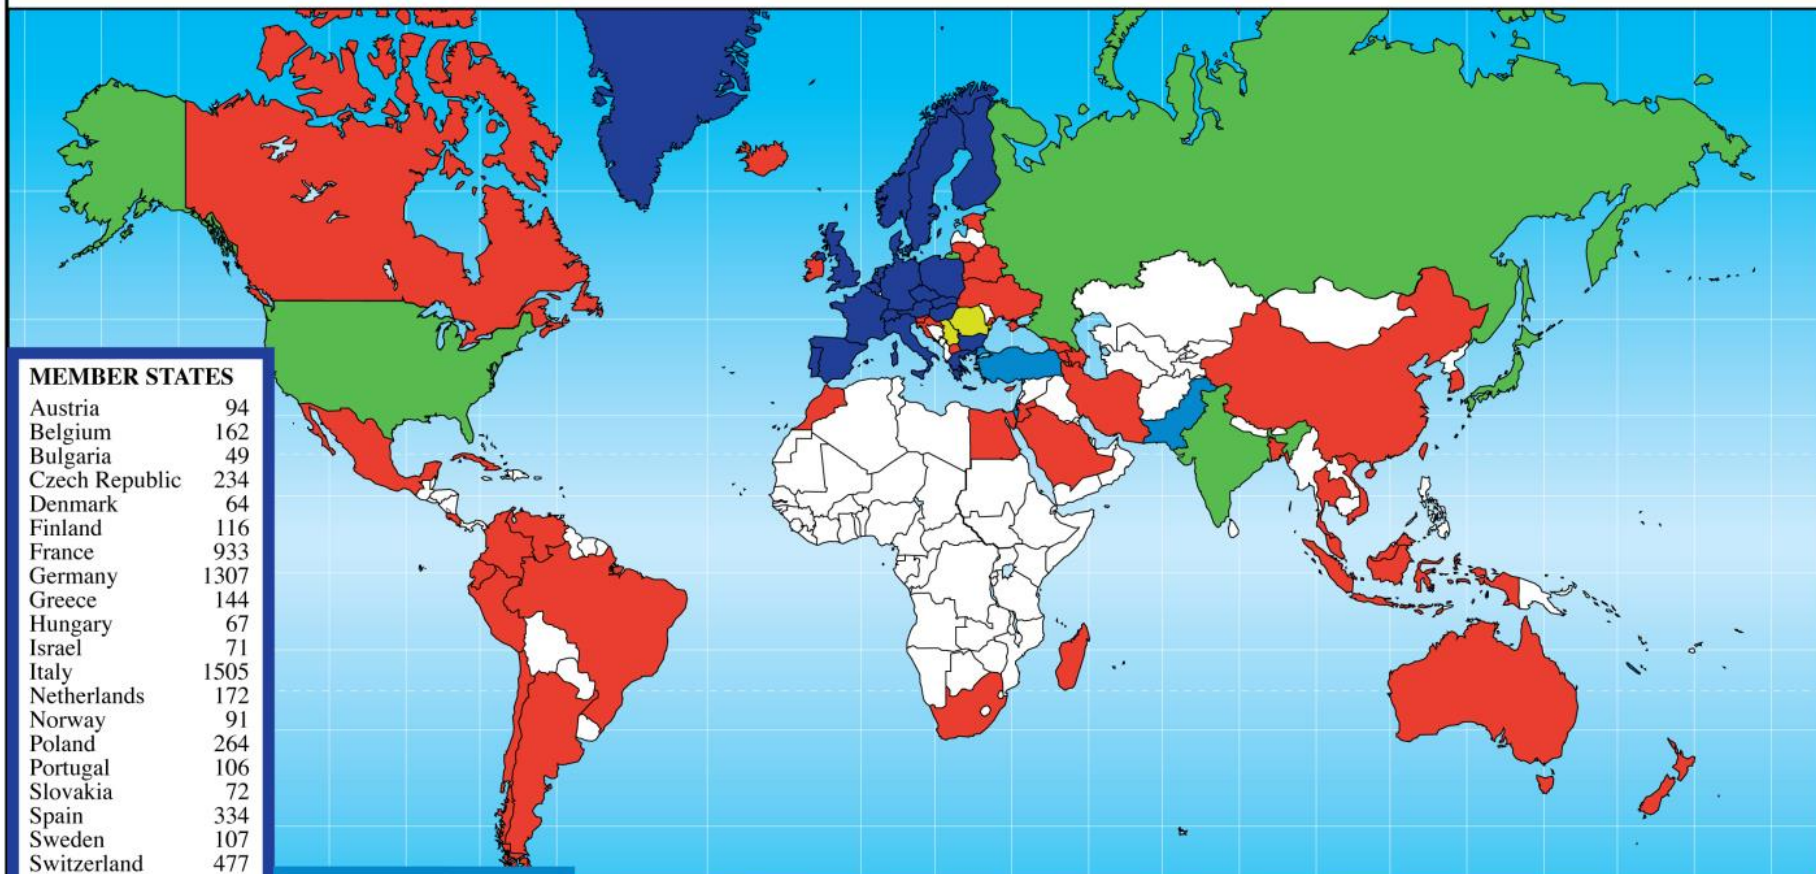 MEMBER STATES
Austria 94
Belgium 162
Bulgaria 49
Czech Republic 234
Denmark 64
Finland 116
France 933
Germany 1307
Greece 144
Hungary 67
Israel 71
Italy 1505
Netherlands 172
Norway 91
Poland 264
Portugal 106
Slovakia 72
Spain 334
Sweden 107
Switzerland 477